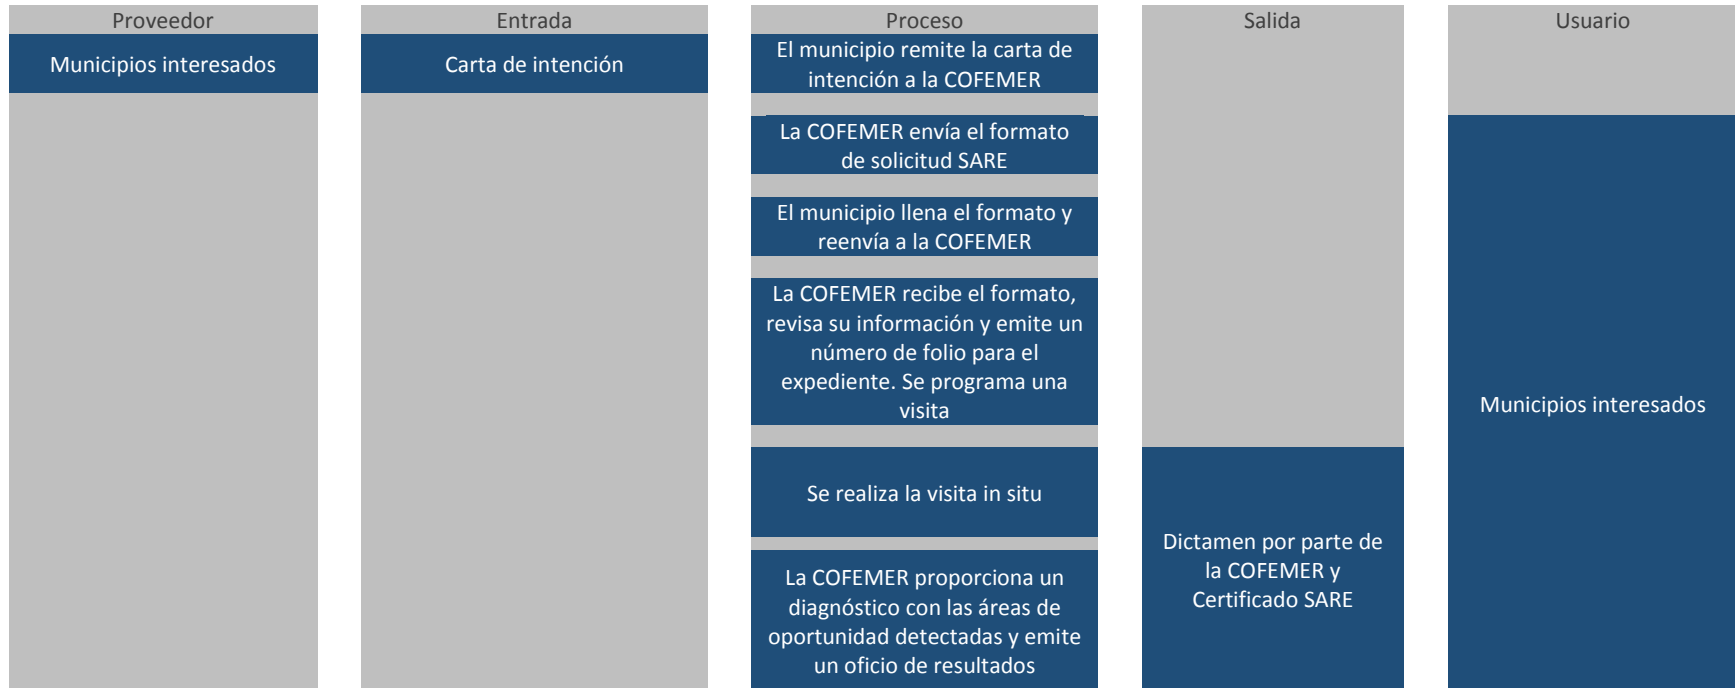 Proveedor
Entrada
Proceso
Salida
Usuario
Municipios interesados
Carta de intención
El municipio remite la carta de
intención a la COFEMER
La COFEMER envía el formato
de solicitud SARE
El municipio llena el formato y
reenvía a la COFEMER
La COFEMER recibe el formato,
revisa su información y emite un
número de folio para el
expediente. Se programa una
visita
Se realiza la visita in situ
La COFEMER proporciona un
diagnóstico con las áreas de
oportunidad detectadas y emite
un oficio de resultados
Dictamen por parte de
la COFEMER y
Certificado SARE
Municipios interesados